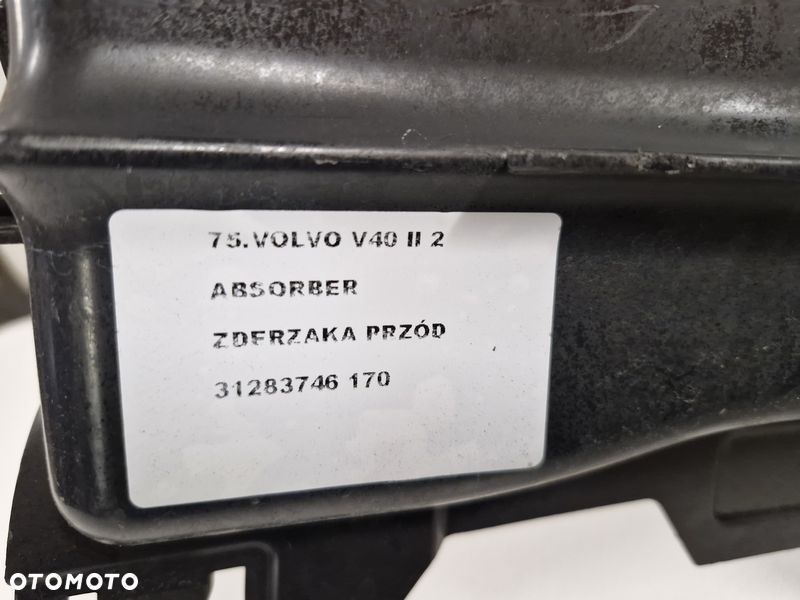 75.VOLVO V40 II 2
ABSORBER
ZDERZAKA PRZÓD
31283746 170
OTOMOTO